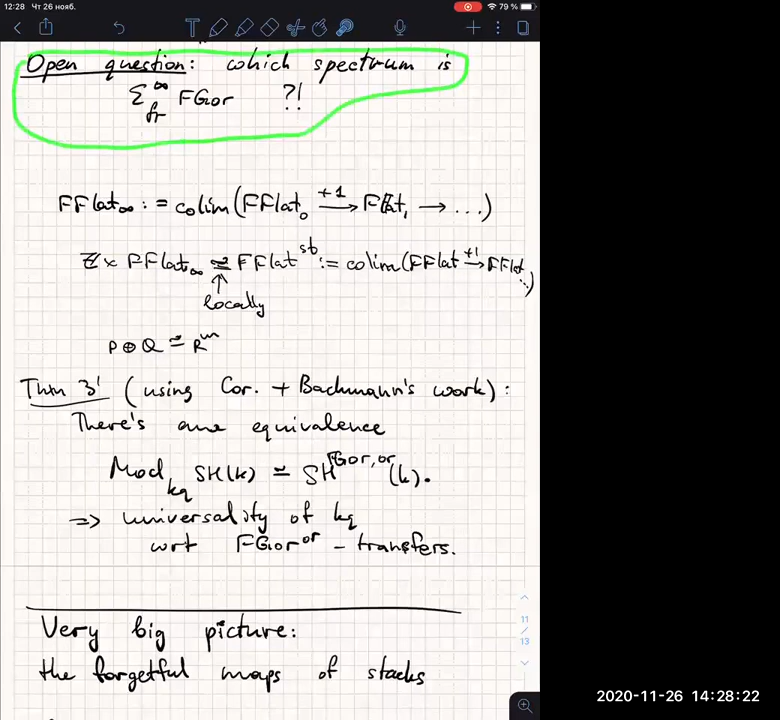 12:28 Чт 26 нояб.
79 %
Open question: which spectrum is
Σ^∞_fr FGor ?!
FFlat_∞ := colim(FFlat_0 →^{+1} FFlat_1 → ...)
Z × FFlat_∞ ≃ FFlat^st := colim(FFlat →^{+1} FFlat ...)
↑
locally
P ⊕ Q ≃ R^n
Thm 3' (using Cor. + Bachmann's work):
There's an equivalence
Mod_kq SH(k) ≃ SH^{FGor,or}(k).
⇒ universality of kq
wrt FGor^or - transfers.
Very big picture:
the forgetful maps of stacks
11
/
13
2020-11-26 14:28:22